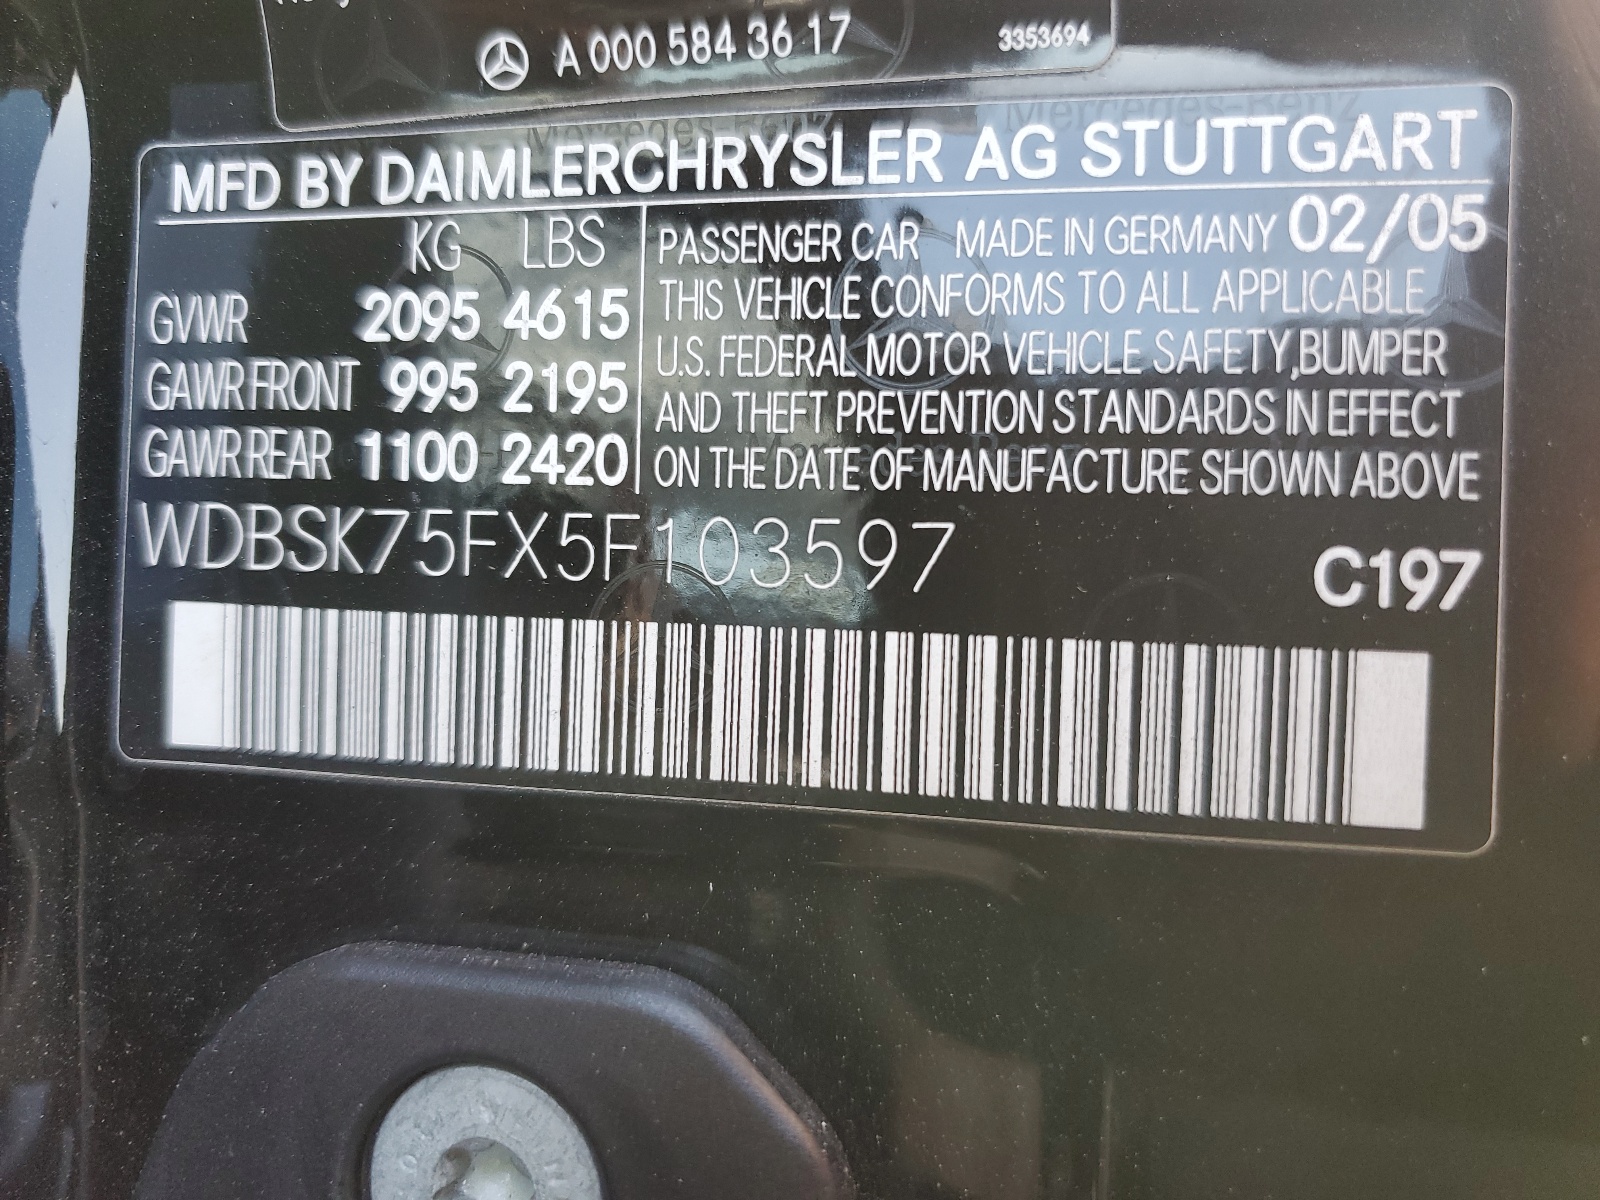 A 000 584 36 17 3353694
MFD BY DAIMLERCHRYSLER AG STUTTGART
KG LBS
GVWR 2095 4615
GAWR FRONT 995 2195
GAWR REAR 1100 2420
PASSENGER CAR MADE IN GERMANY 02/05
THIS VEHICLE CONFORMS TO ALL APPLICABLE
U.S. FEDERAL MOTOR VEHICLE SAFETY, BUMPER
AND THEFT PREVENTION STANDARDS IN EFFECT
ON THE DATE OF MANUFACTURE SHOWN ABOVE
WDBSK75FX5F103597
C197